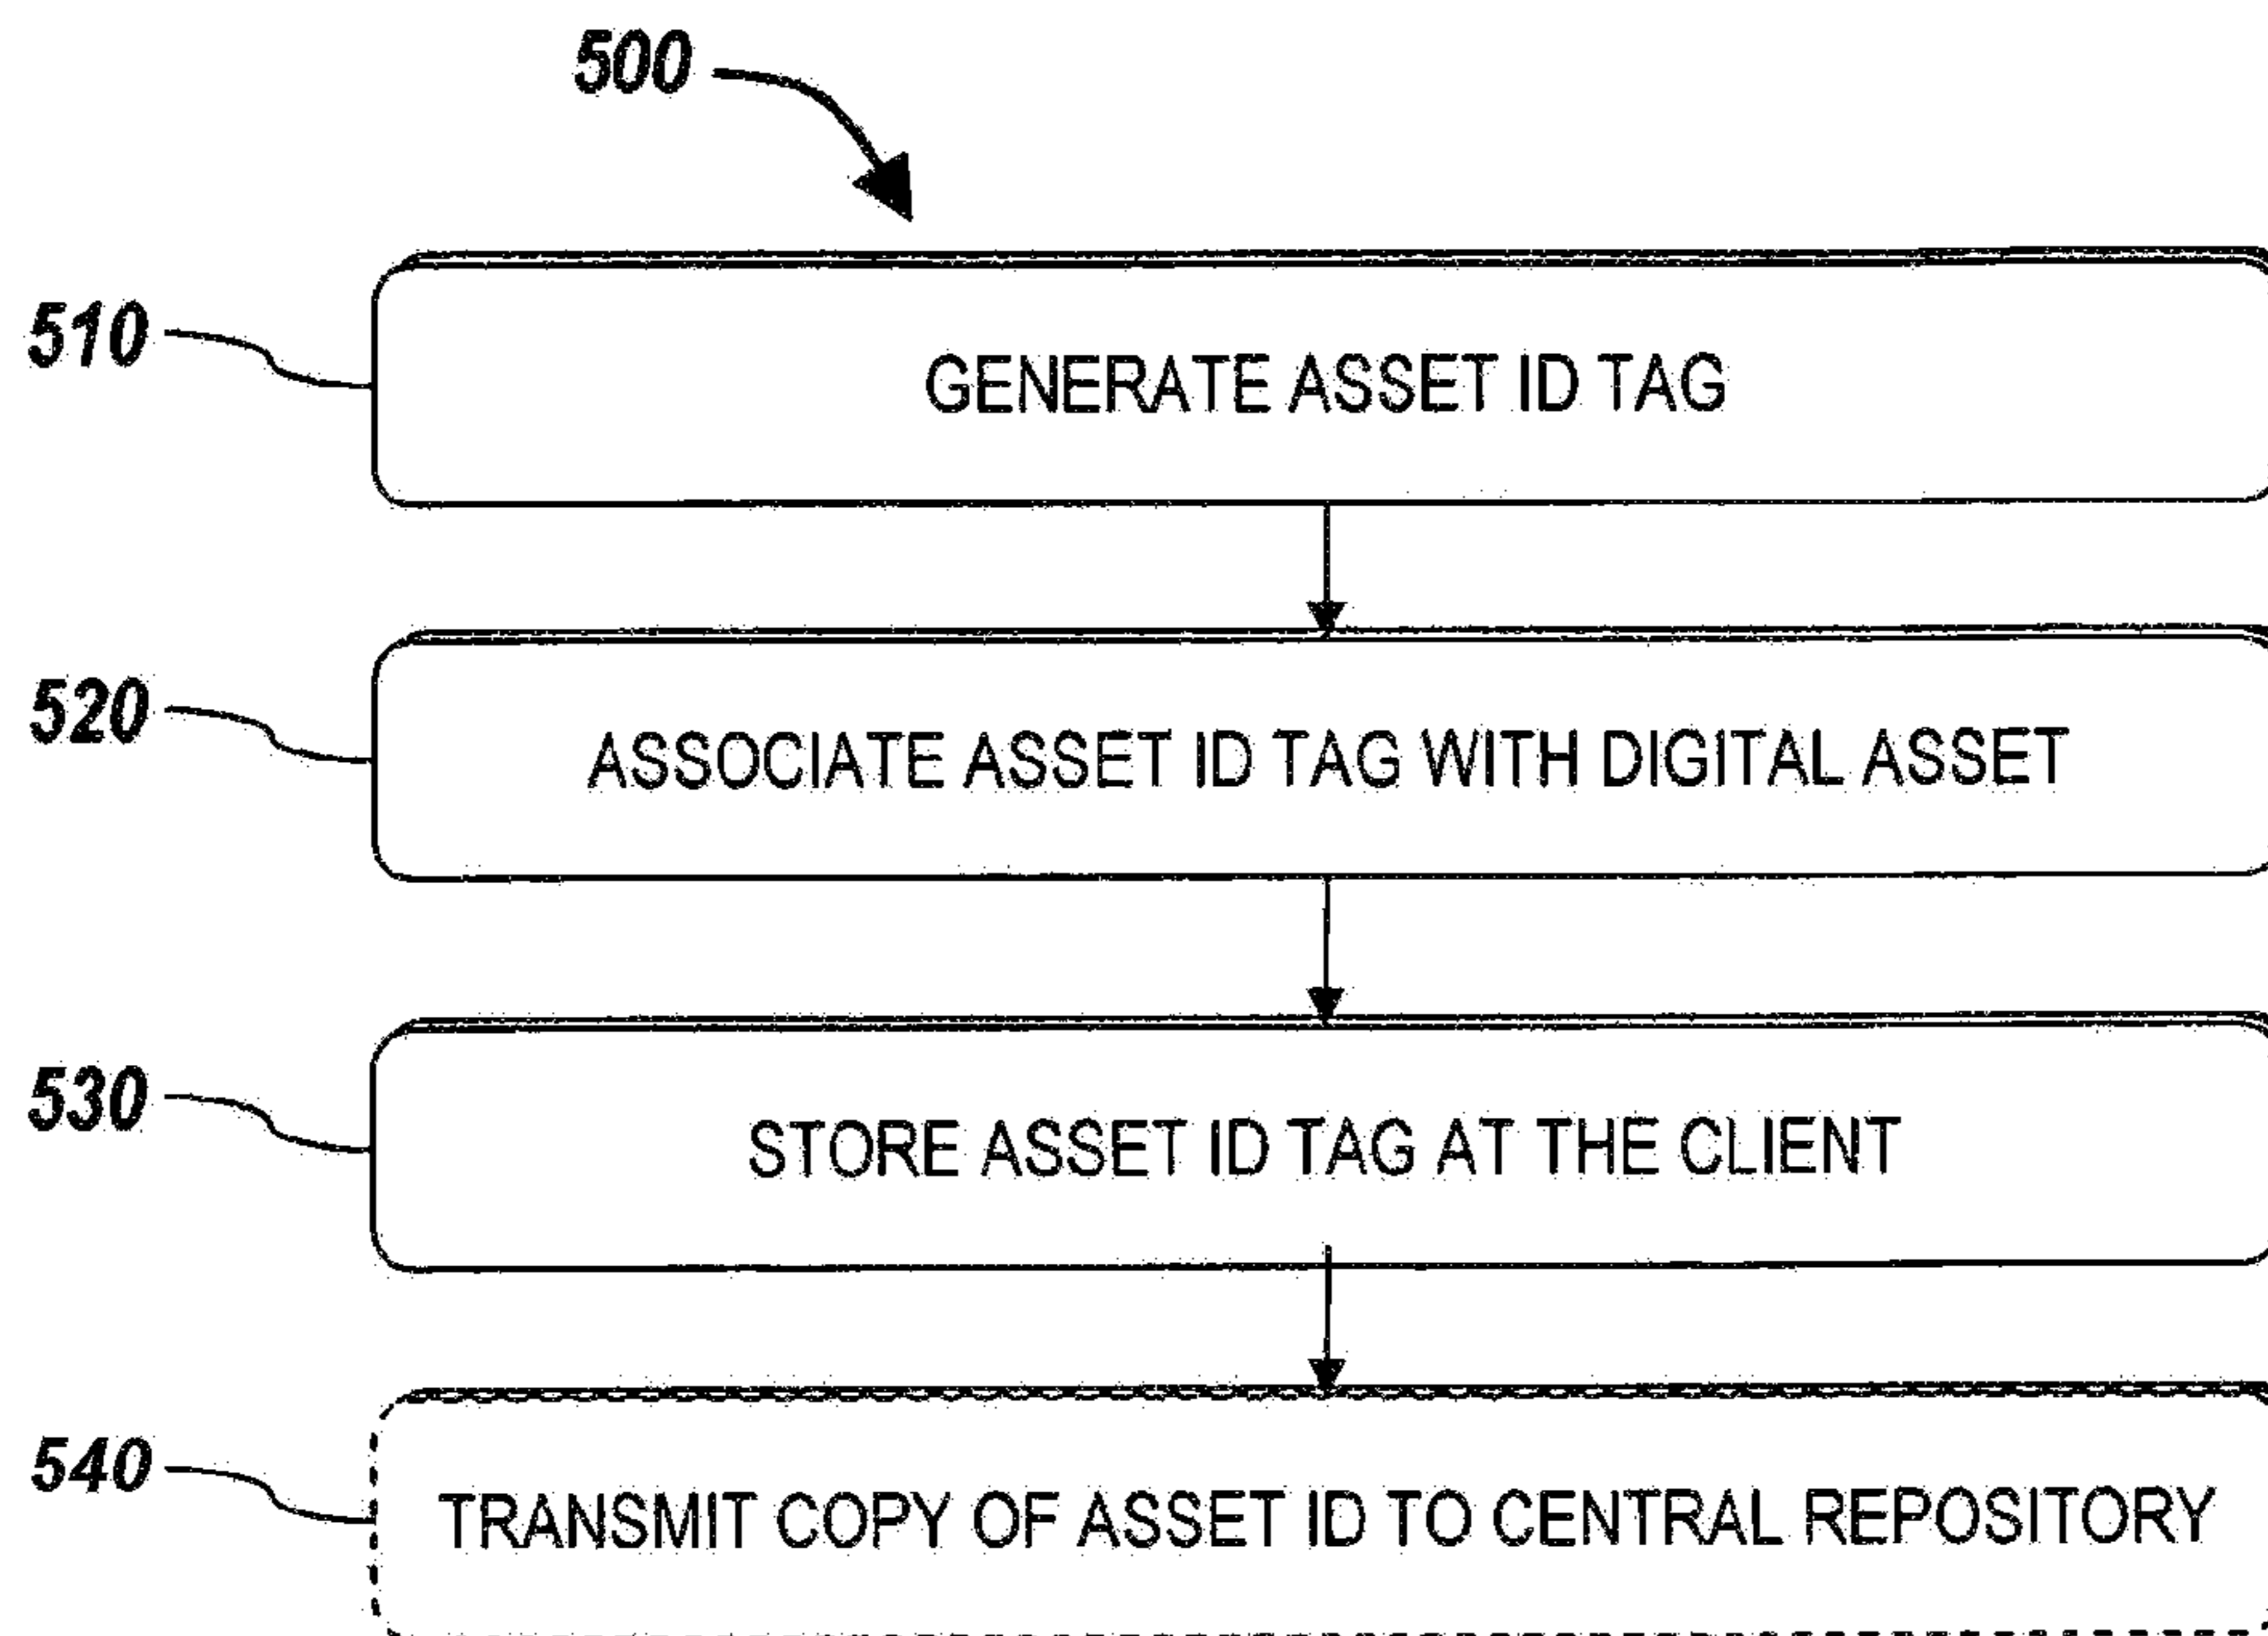 500
510
GENERATE ASSET ID TAG
520
ASSOCIATE ASSET ID TAG WITH DIGITAL ASSET
530
STORE ASSET ID TAG AT THE CLIENT
540
TRANSMIT COPY OF ASSET ID TO CENTRAL REPOSITORY